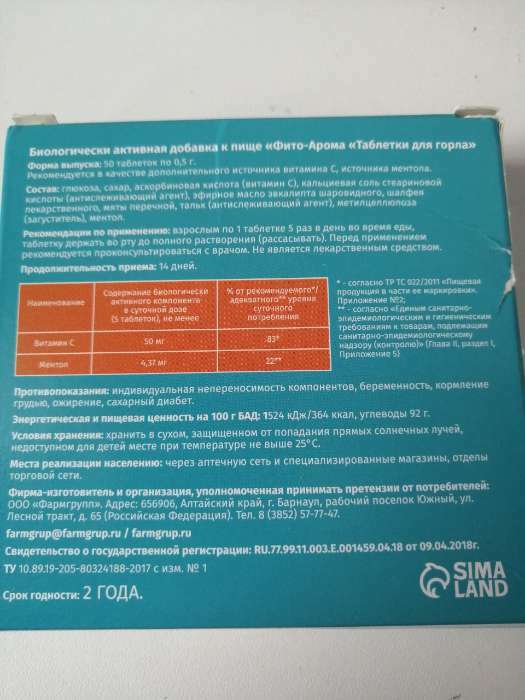 Биологически активная добавка к пище «Фито-Арома «Таблетки для горла»
Форма выпуска: 50 таблеток по 0,5 г.
Рекомендуется в качестве дополнительного источника витамина С, источника ментола.
Состав: глюкоза, сахар, аскорбиновая кислота (витамин С), кальциевая соль стеариновой
кислоты (антислеживающий агент), эфирное масло эвкалипта шаровидного, шалфея
лекарственного, мяты перечной, тальк (антислеживающий агент), метилцеллюлоза
(загуститель), ментол.
Рекомендации по применению: взрослым по 1 таблетке 5 раз в день во время еды,
таблетку держать во рту до полного растворения (рассасывать). Перед применением
рекомендуется проконсультироваться с врачом. Не является лекарственным средством.
Продолжительность приема: 14 дней.
Наименование
Содержание биологически
активного компонента
в суточной дозе
(5 таблеток), не менее
% от рекомендуемого*/
адекватного** уровня
суточного
потребления
Витамин С
50 мг
83*
Ментол
4,37 мг
22**
* - согласно ТР ТС 022/2011 «Пищевая
продукция в части ее маркировки».
Приложение №2;
** - согласно «Единым санитарно-
эпидемиологическим и гигиеническим
требованиям к товарам, подлежащим
санитарно-эпидемиологическому
надзору (контролю)» (Глава II, раздел I,
Приложение 5)
Противопоказания: индивидуальная непереносимость компонентов, беременность, кормление
грудью, ожирение, сахарный диабет.
Энергетическая и пищевая ценность на 100 г БАД: 1524 кДж/364 ккал, углеводы 92 г.
Условия хранения: хранить в сухом, защищенном от попадания прямых солнечных лучей,
недоступном для детей месте при температуре не выше 25°С.
Места реализации населению: через аптечную сеть и специализированные магазины, отделы
торговой сети.
Фирма-изготовитель и организация, уполномоченная принимать претензии от потребителей:
ООО «Фармгрупп». Адрес: 656906, Алтайский край, г. Барнаул, рабочий поселок Южный, ул.
Лесной тракт, д. 65 (Российская Федерация). Тел. 8 (3852) 57-77-47.
farmgrup@farmgrup.ru / farmgrup.ru
Свидетельство о государственной регистрации: RU.77.99.11.003.Е.001459.04.18 от 09.04.2018г.
ТУ 10.89.19-205-80324188-2017 с изм. № 1
Срок годности: 2 ГОДА.
SIMA
LAND